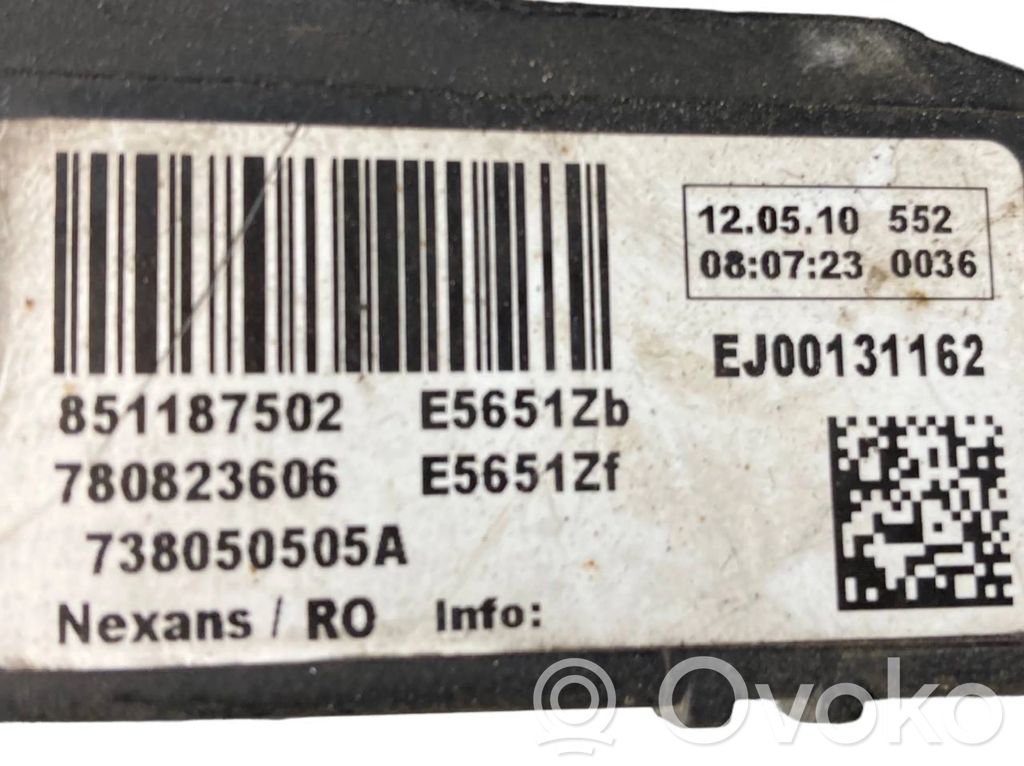 12.05.10 552
08:07:23 0036
EJ00131162
851187502 E5651Zb
780823606 E5651Zf
738050505A
Nexans / RO Info:
Ovoko